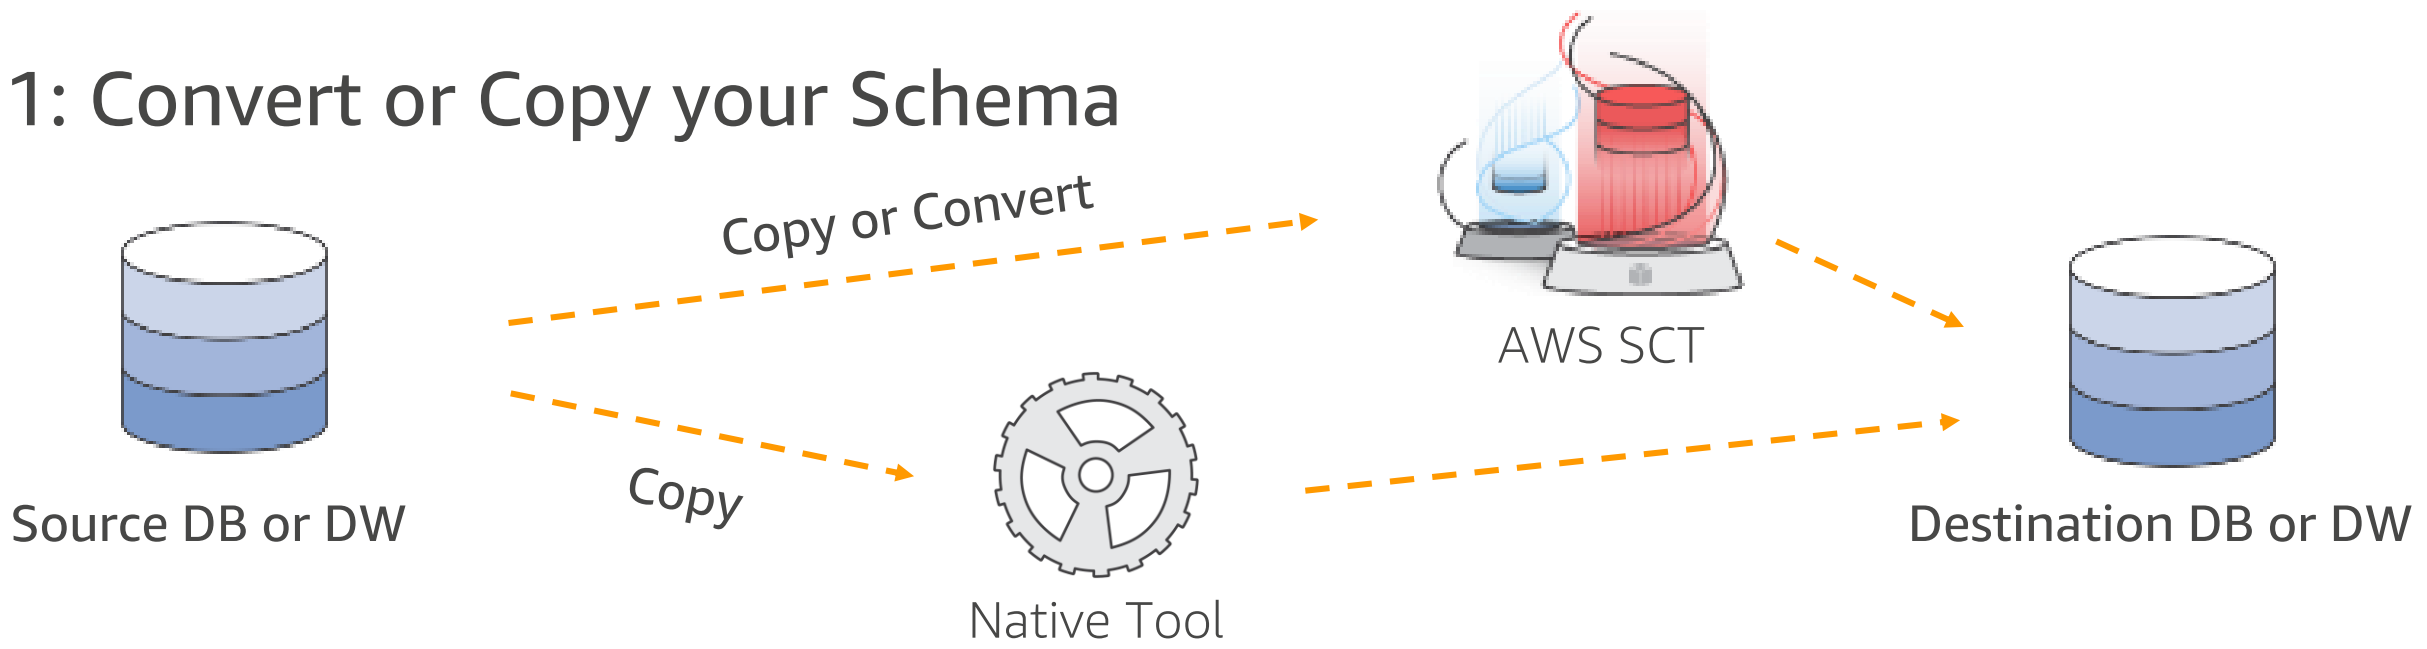 1: Convert or Copy your Schema
Copy or Convert
AWS SCT
Source DB or DW
Copy
Destination DB or DW
Native Tool